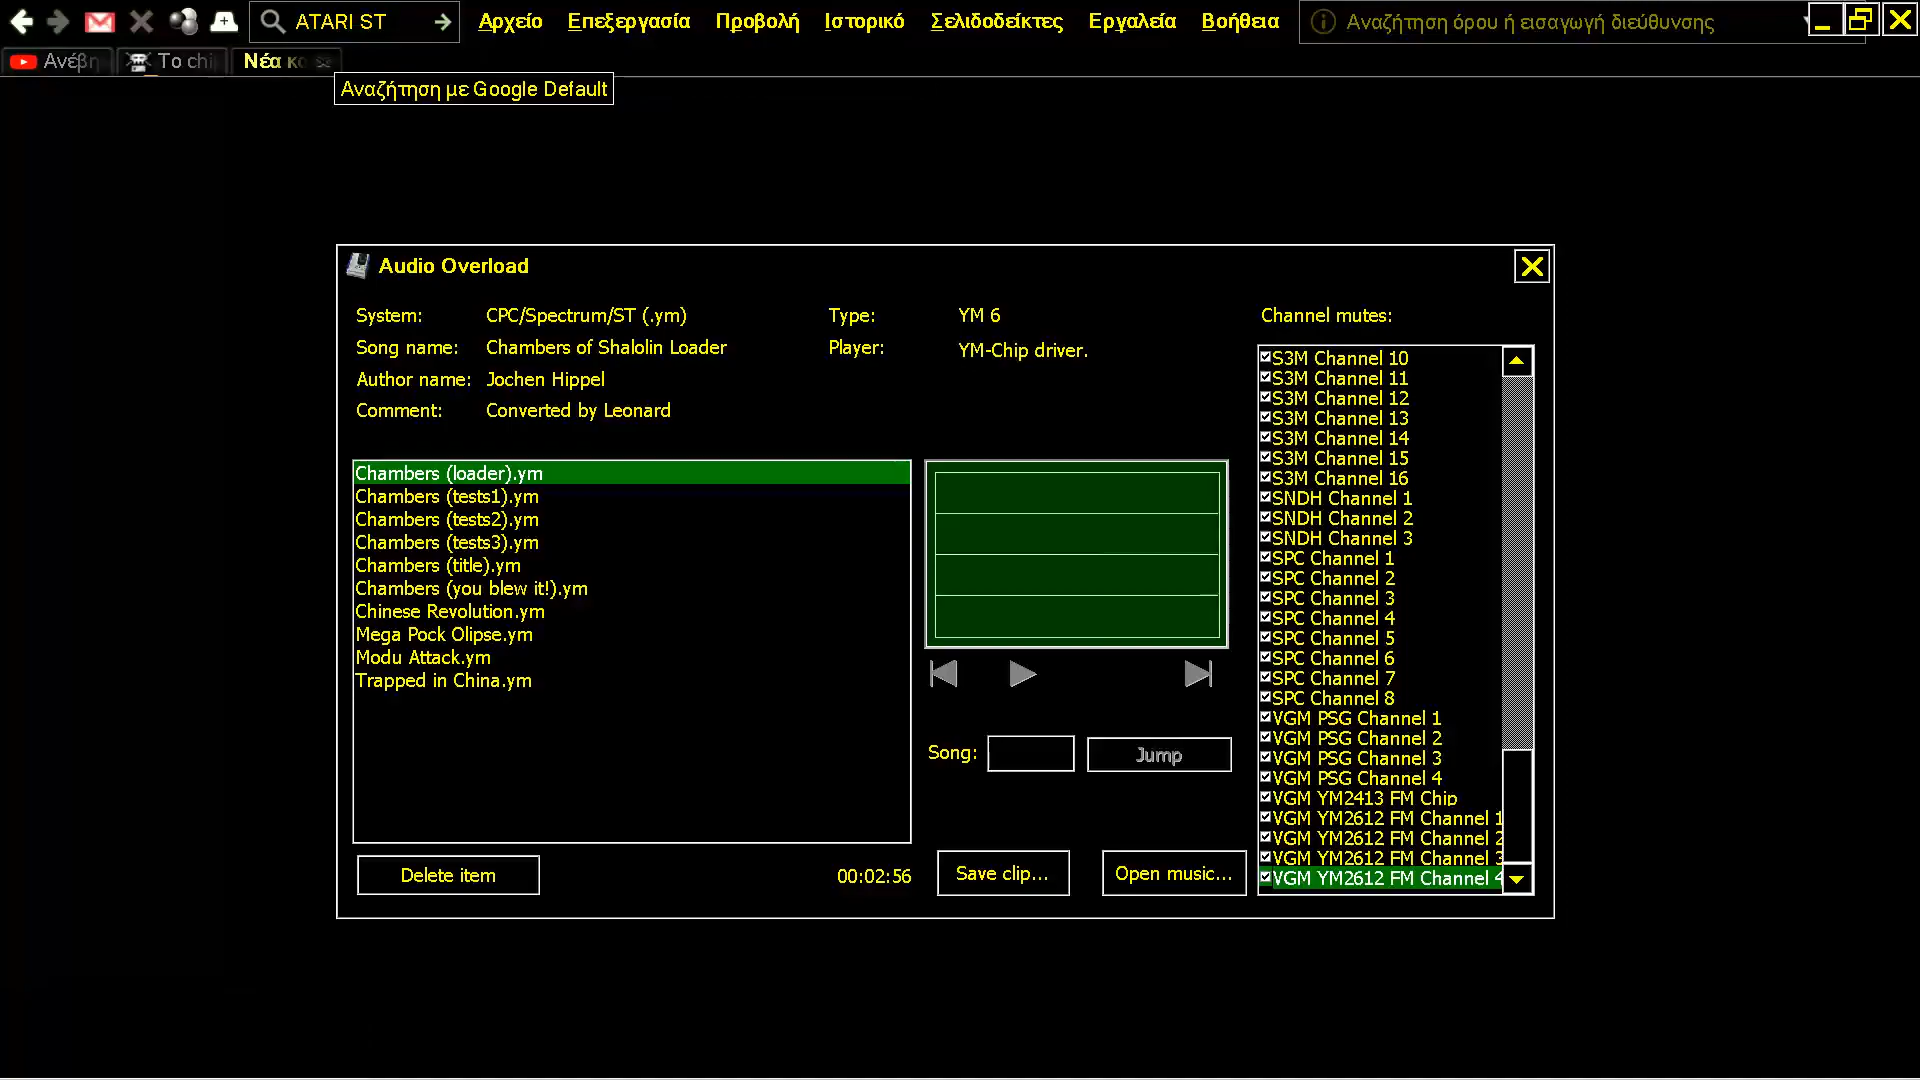 ATARI ST
Αρχείο Επεξεργασία Προβολή Ιστορικό Σελιδοδείκτες Εργαλεία Βοήθεια
Αναζήτηση όρου ή εισαγωγή διεύθυνσης
Ανέβη
To chi
Νέα κα
Αναζήτηση με Google Default
Audio Overload
System: CPC/Spectrum/ST (.ym)
Type: YM 6
Song name: Chambers of Shalolin Loader
Player: YM-Chip driver.
Author name: Jochen Hippel
Comment: Converted by Leonard
Chambers (loader).ym
Chambers (tests1).ym
Chambers (tests2).ym
Chambers (tests3).ym
Chambers (title).ym
Chambers (you blew it!).ym
Chinese Revolution.ym
Mega Pock Olipse.ym
Modu Attack.ym
Trapped in China.ym
Delete item
00:02:56
Song:
Jump
Save clip...
Open music...
Channel mutes:
S3M Channel 10
S3M Channel 11
S3M Channel 12
S3M Channel 13
S3M Channel 14
S3M Channel 15
S3M Channel 16
SNDH Channel 1
SNDH Channel 2
SNDH Channel 3
SPC Channel 1
SPC Channel 2
SPC Channel 3
SPC Channel 4
SPC Channel 5
SPC Channel 6
SPC Channel 7
SPC Channel 8
VGM PSG Channel 1
VGM PSG Channel 2
VGM PSG Channel 3
VGM PSG Channel 4
VGM YM2413 FM Chip
VGM YM2612 FM Channel 1
VGM YM2612 FM Channel 2
VGM YM2612 FM Channel 3
VGM YM2612 FM Channel 4